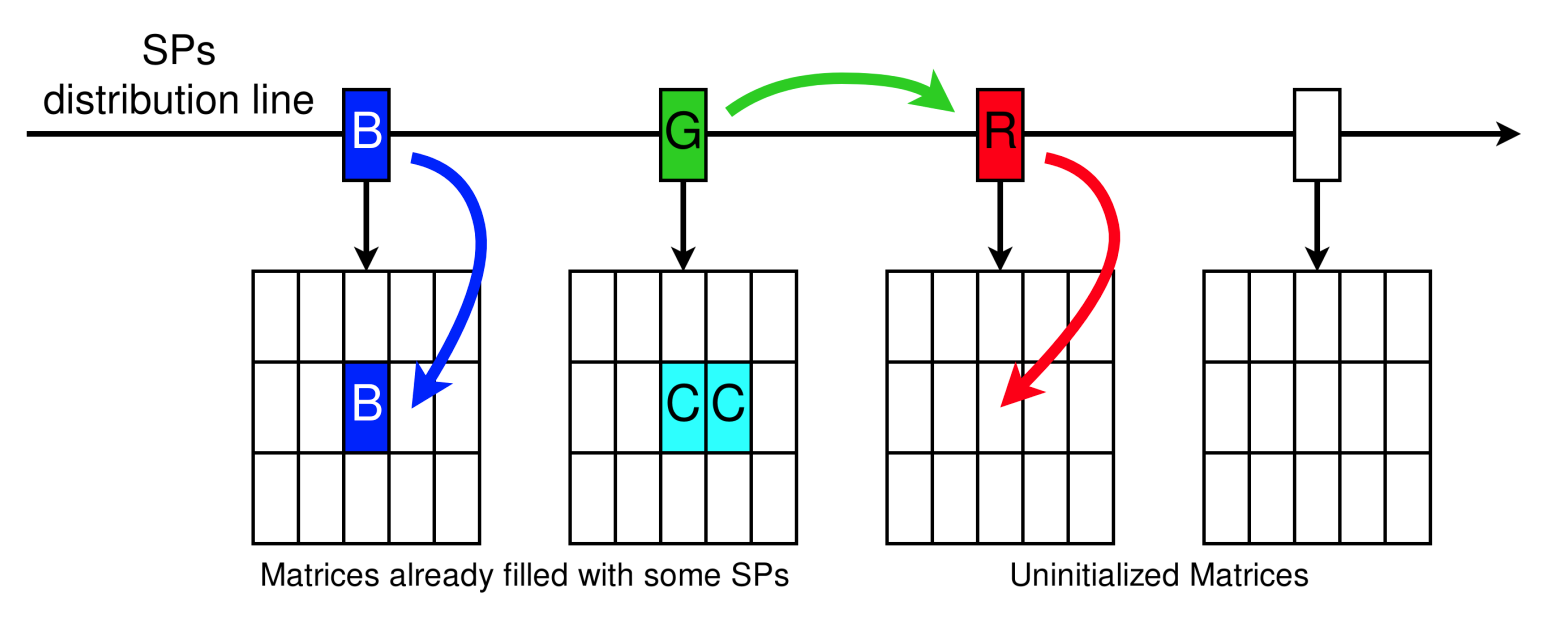 SPs
distribution line
B
G
R
B
C C
Matrices already filled with some SPs
Uninitialized Matrices